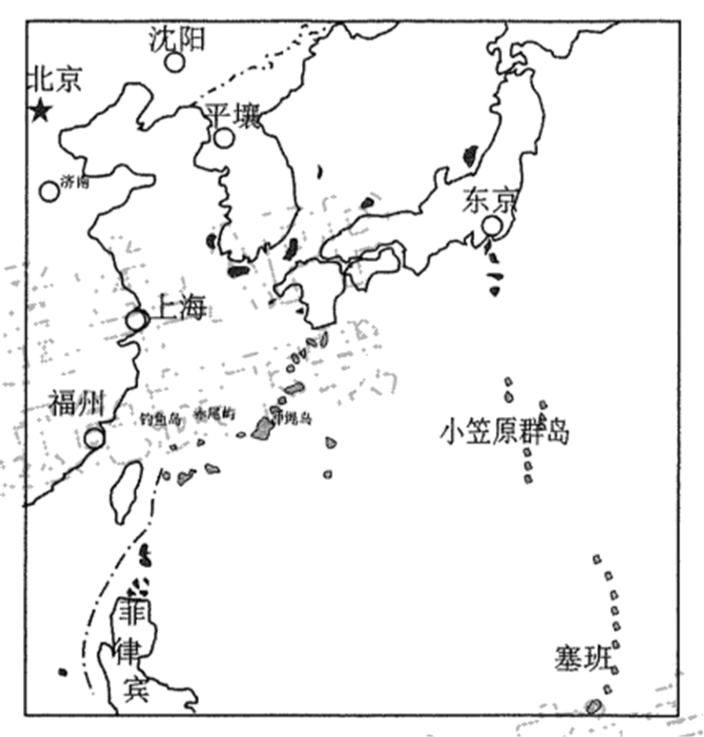 沈阳
北京
平壤
济南
东京
上海
福州
钓鱼岛
赤尾屿
冲绳岛
小笠原群岛
菲
律
宾
塞班